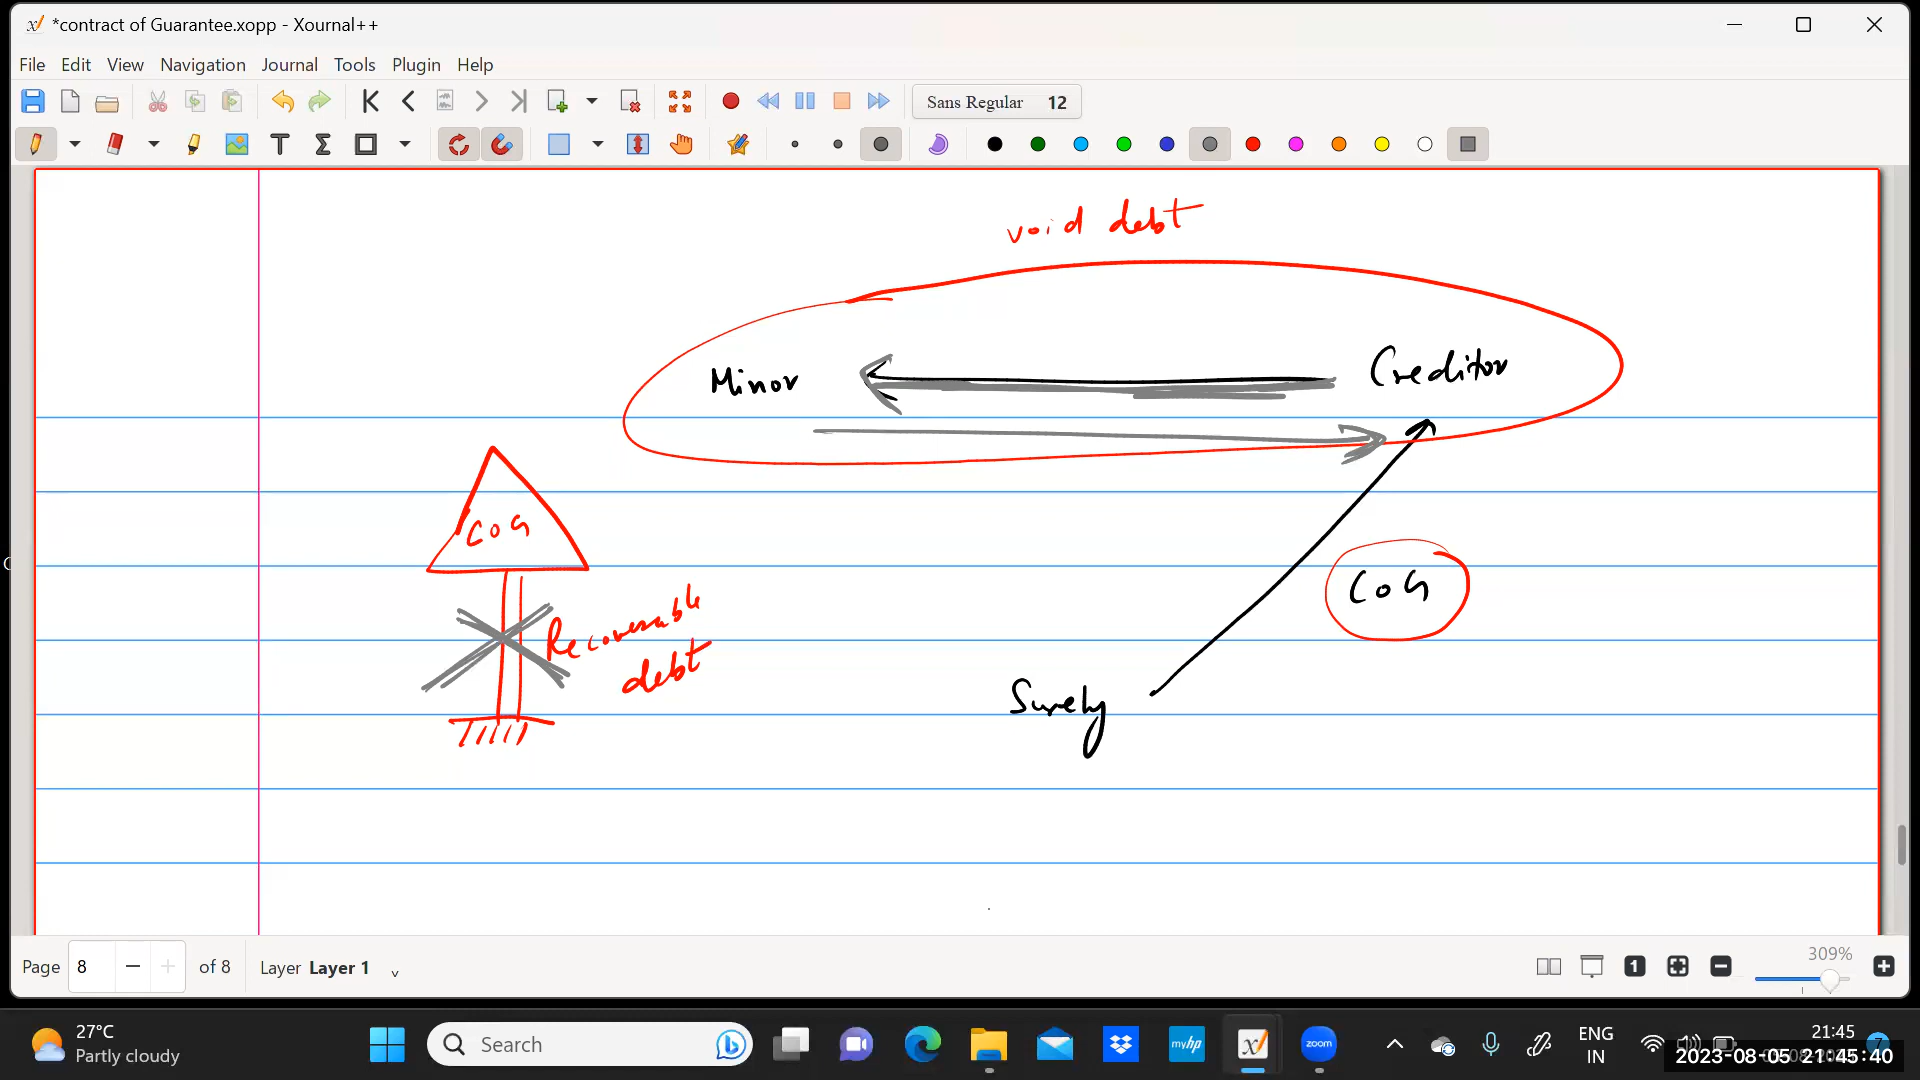 *contract of Guarantee.xopp - Xournal++
File Edit View Navigation Journal Tools Plugin Help
Sans Regular 12
void debt
Minor
Creditor
COG
COG
Recoverable
debt
Surety
Page 8 of 8 Layer Layer 1
309%
27°C
Partly cloudy
Search
myhp
zoom
ENG
IN
21:45
2023-08-05 21:45:40